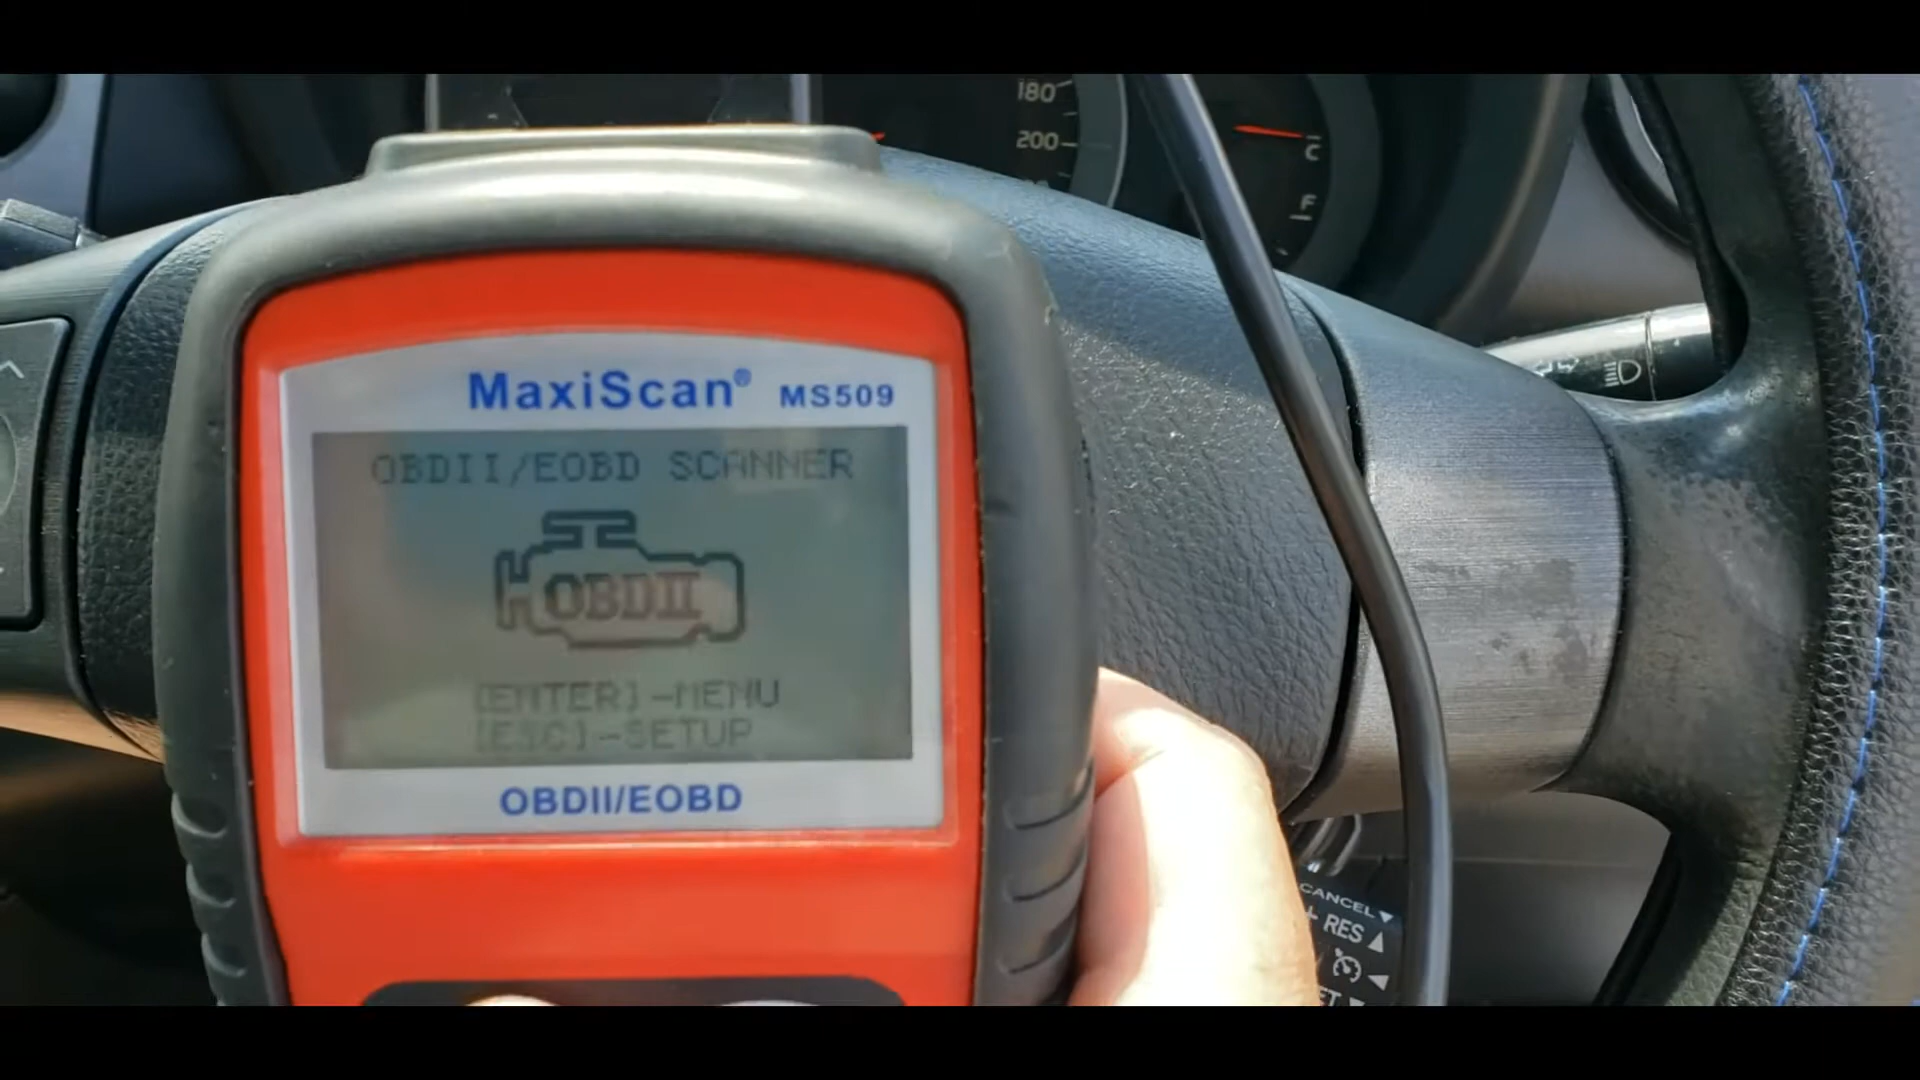 180
200
C
F
MaxiScan® MS509
OBDII/EOBD SCANNER
OBDII
[ENTER]-MENU
[ESC]-SETUP
OBDII/EOBD
CANCEL
+ RES